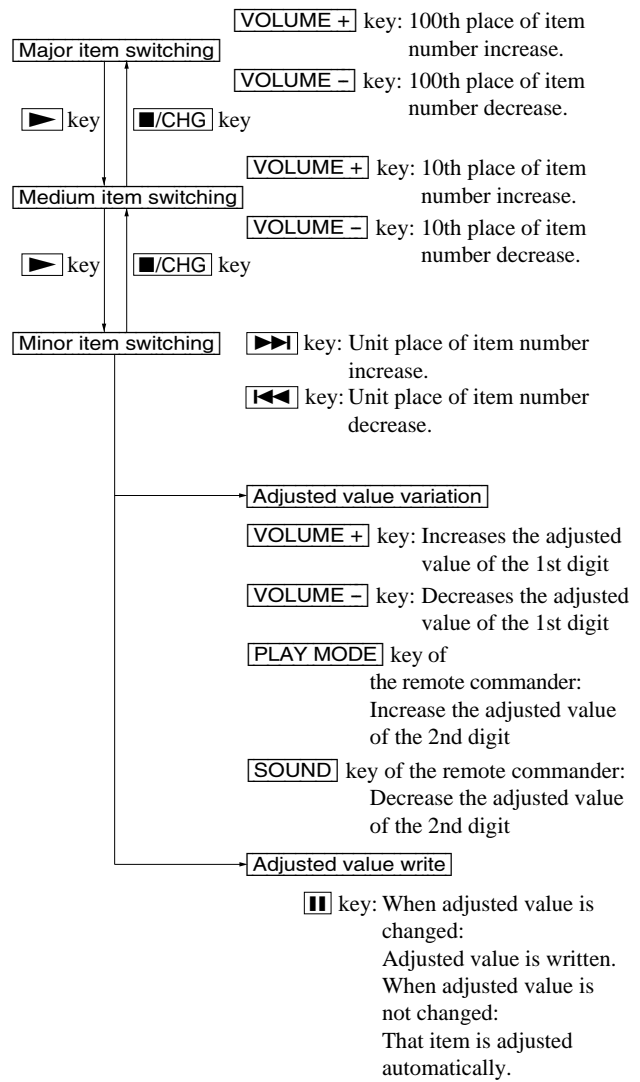 VOLUME + key: 100th place of item
number increase.
Major item switching
VOLUME – key: 100th place of item
number decrease.
► key ■/CHG key
VOLUME + key: 10th place of item
number increase.
Medium item switching
VOLUME – key: 10th place of item
number decrease.
► key ■/CHG key
Minor item switching
►►I key: Unit place of item number
increase.
I◄◄ key: Unit place of item number
decrease.
Adjusted value variation
VOLUME + key: Increases the adjusted
value of the 1st digit
VOLUME – key: Decreases the adjusted
value of the 1st digit
PLAY MODE key of
the remote commander:
Increase the adjusted value
of the 2nd digit
SOUND key of the remote commander:
Decrease the adjusted value
of the 2nd digit
Adjusted value write
II key: When adjusted value is
changed:
Adjusted value is written.
When adjusted value is
not changed:
That item is adjusted
automatically.